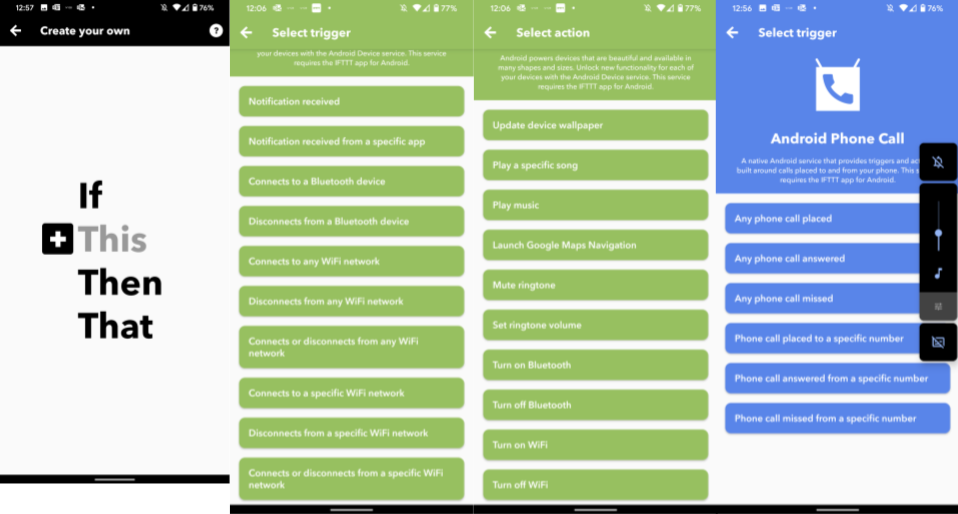 12:57
76%
Create your own
?
If
This
Then
That
12:06
77%
Select trigger
your devices with the Android Device service. This service
requires the IFTTT app for Android.
Notification received
Notification received from a specific app
Connects to a Bluetooth device
Disconnects from a Bluetooth device
Connects to any WiFi network
Disconnects from any WiFi network
Connects or disconnects from any WiFi
network
Connects to a specific WiFi network
Disconnects from a specific WiFi network
Connects or disconnects from a specific WiFi
network
12:06
77%
Select action
Android powers devices that are beautiful and available in
many shapes and sizes. Unlock new functionality for each of
your devices with the Android Device service. This service
requires the IFTTT app for Android.
Update device wallpaper
Play a specific song
Play music
Launch Google Maps Navigation
Mute ringtone
Set ringtone volume
Turn on Bluetooth
Turn off Bluetooth
Turn on WiFi
Turn off WiFi
12:56
76%
Select trigger
Android Phone Call
A native Android service that provides triggers and
built around calls placed to and from your phone. This
requires the IFTTT app for Android.
Any phone call placed
Any phone call answered
Any phone call missed
Phone call placed to a specific number
Phone call answered from a specific number
Phone call missed from a specific number